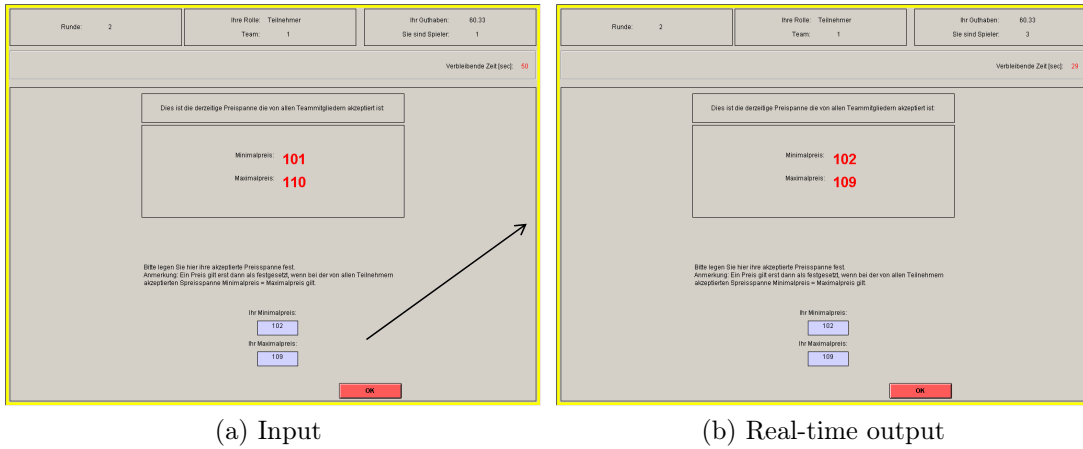 Runde: 2
Ihre Rolle: Teilnehmer
Team: 1
Ihr Guthaben: 60.33
Sie sind Spieler: 1
Verbleibende Zeit [sec]: 50
Dies ist die derzeitige Preispanne die von allen Teammitgliedern akzeptiert ist:
Minimalpreis: 101
Maximalpreis: 110
Bitte legen Sie hier ihre akzeptierte Preisspanne fest.
Anmerkung: Ein Preis gilt erst dann als festgesetzt, wenn bei der von allen Teilnehmern
akzeptierten Spreisspanne Minimalpreis = Maximalpreis gilt.
Ihr Minimalpreis:
102
Ihr Maximalpreis:
109
OK
(a) Input
Runde: 2
Ihre Rolle: Teilnehmer
Team: 1
Ihr Guthaben: 60.33
Sie sind Spieler: 3
Verbleibende Zeit [sec]: 29
Dies ist die derzeitige Preispanne die von allen Teammitgliedern akzeptiert ist:
Minimalpreis: 102
Maximalpreis: 109
Bitte legen Sie hier ihre akzeptierte Preisspanne fest.
Anmerkung: Ein Preis gilt erst dann als festgesetzt, wenn bei der von allen Teilnehmern
akzeptierten Spreisspanne Minimalpreis = Maximalpreis gilt.
Ihr Minimalpreis:
102
Ihr Maximalpreis:
109
OK
(b) Real-time output